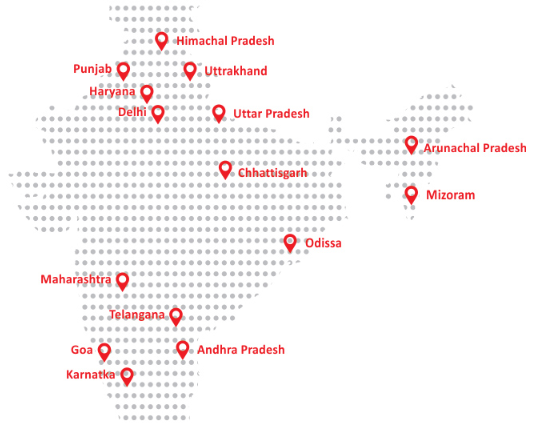 Himachal Pradesh
Punjab
Uttrakhand
Haryana
Delhi
Uttar Pradesh
Arunachal Pradesh
Chhattisgarh
Mizoram
Odissa
Maharashtra
Telangana
Goa
Andhra Pradesh
Karnatka